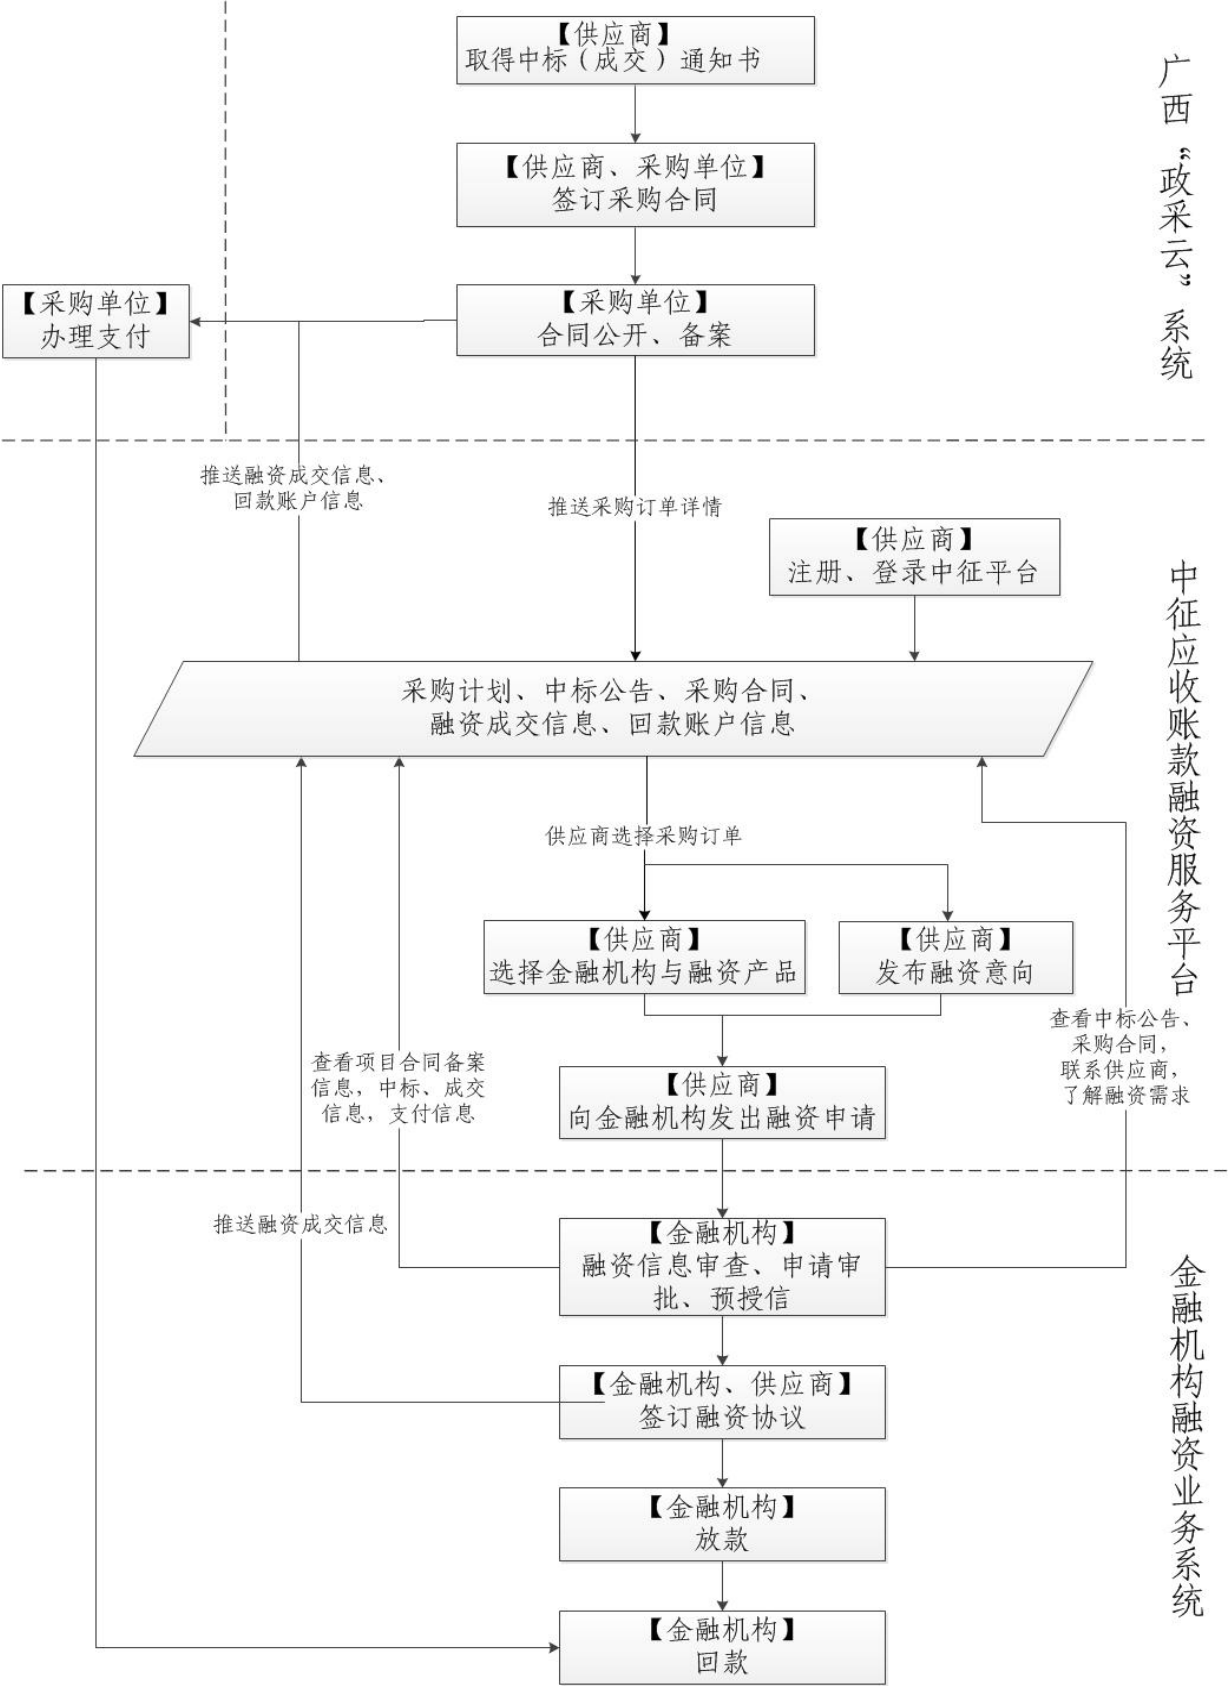 【供应商】
取得中标（成交）通知书
广西“政采云”系统
【供应商、采购单位】
签订采购合同
【采购单位】
办理支付
【采购单位】
合同公开、备案
推送融资成交信息、
回款账户信息
推送采购订单详情
【供应商】
注册、登录中征平台
中征应收账款融资服务平台
采购计划、中标公告、采购合同、
融资成交信息、回款账户信息
供应商选择采购订单
【供应商】
选择金融机构与融资产品
【供应商】
发布融资意向
查看中标公告、
采购合同，
联系供应商，
了解融资需求
查看项目合同备案
信息，中标、成交
信息，支付信息
【供应商】
向金融机构发出融资申请
推送融资成交信息
【金融机构】
融资信息审查、申请审
批、预授信
金融机构融资业务系统
【金融机构、供应商】
签订融资协议
【金融机构】
放款
【金融机构】
回款